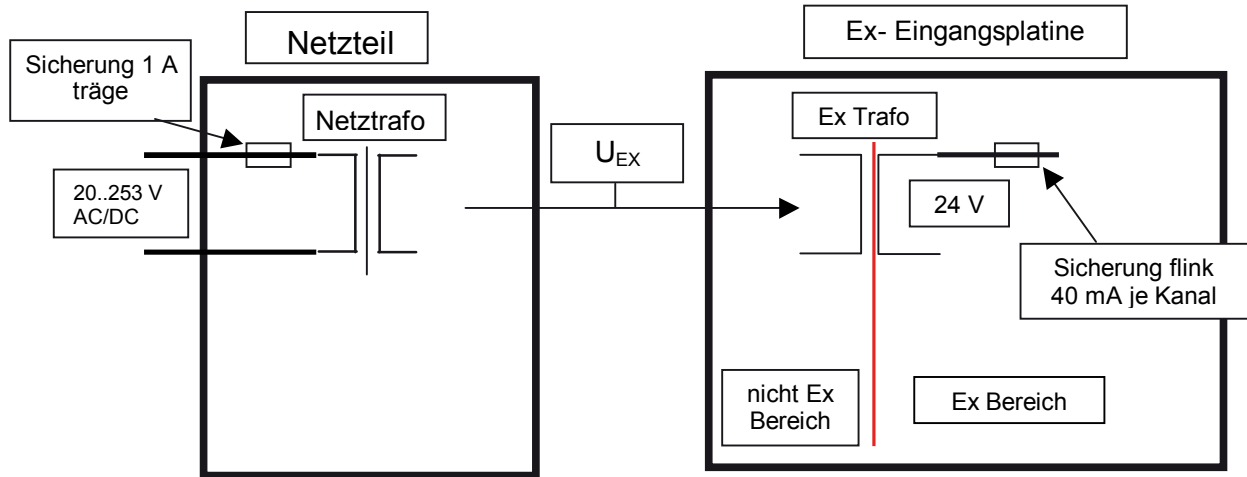 Netzteil
Sicherung 1 A
träge
Netztrafo
20..253 V
AC/DC
U_EX
Ex- Eingangsplatine
Ex Trafo
24 V
Sicherung flink
40 mA je Kanal
nicht Ex
Bereich
Ex Bereich